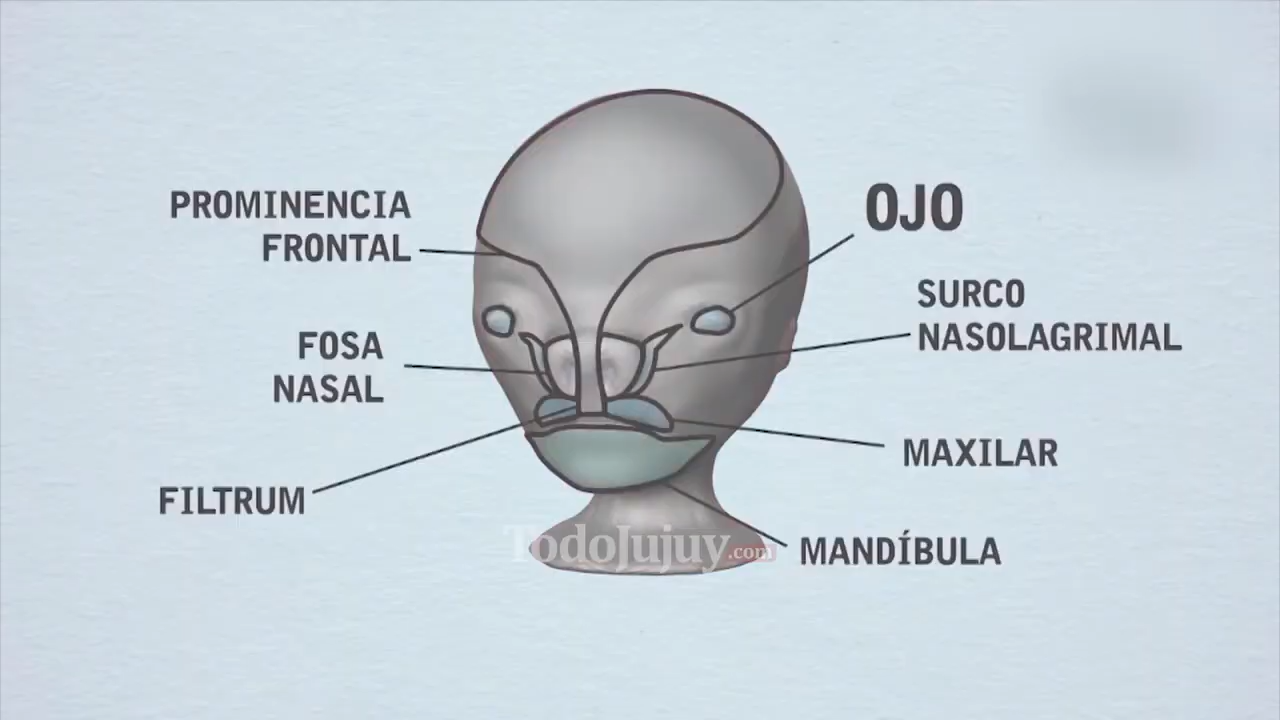 PROMINENCIA
FRONTAL
OJO
SURCO
NASOLAGRIMAL
FOSA
NASAL
MAXILAR
FILTRUM
MANDÍBULA
TodoJujuy.com